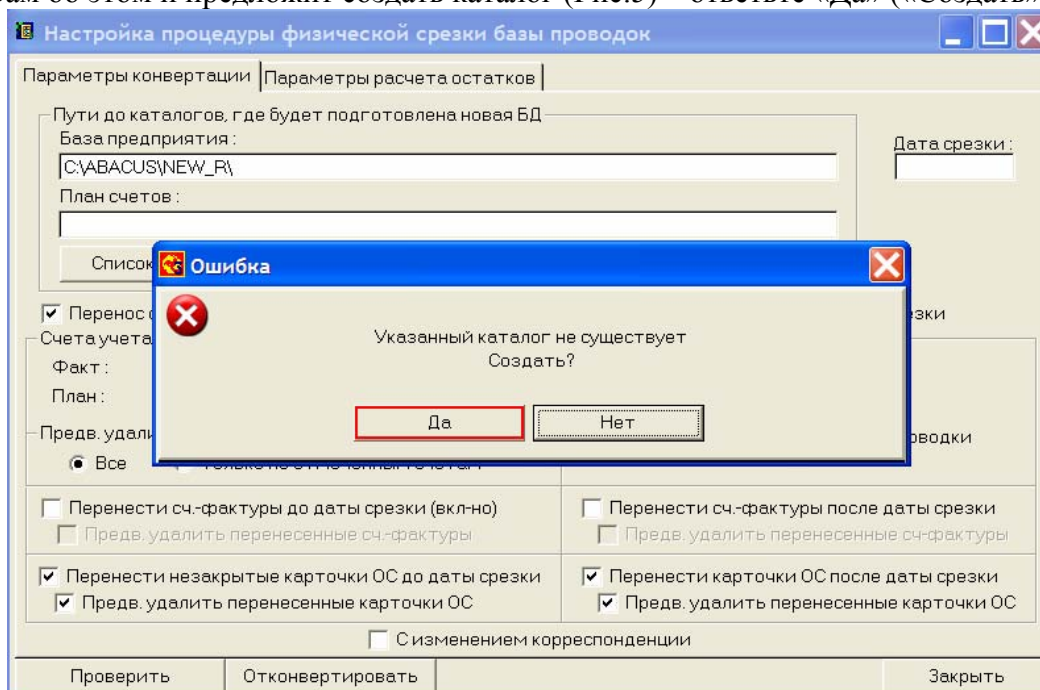 вам об этом и предложит создать каталог (Рис.5) – ответьте «Да» («Создать»
Настройка процедуры физической срезки базы проводок
Параметры конвертации Параметры расчета остатков
Пути до каталогов, где будет подготовлена новая БД
База предприятия :
Дата срезки :
C:\ABACUS\NEW_R\
План счетов :
Список
Ошибка
Перенос
Указанный каталог не существует
Создать?
Счета учета
Факт :
План :
Да Нет
Предв. удали
Все
Перенести сч.-фактуры до даты срезки (вкл-но) Перенести сч.-фактуры после даты срезки
Предв. удалить перенесенные сч.-фактуры Предв. удалить перенесенные сч-фактуры
Перенести незакрытые карточки ОС до даты срезки Перенести карточки ОС после даты срезки
Предв. удалить перенесенные карточки ОС Предв. удалить перенесенные карточки ОС
С изменением корреспонденции
Проверить Отконвертировать Закрыть